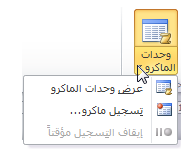 وحدات
الماكرو
عرض وحدات الماكرو
تسجيل ماكرو...
إيقاف التسجيل مؤقتاً